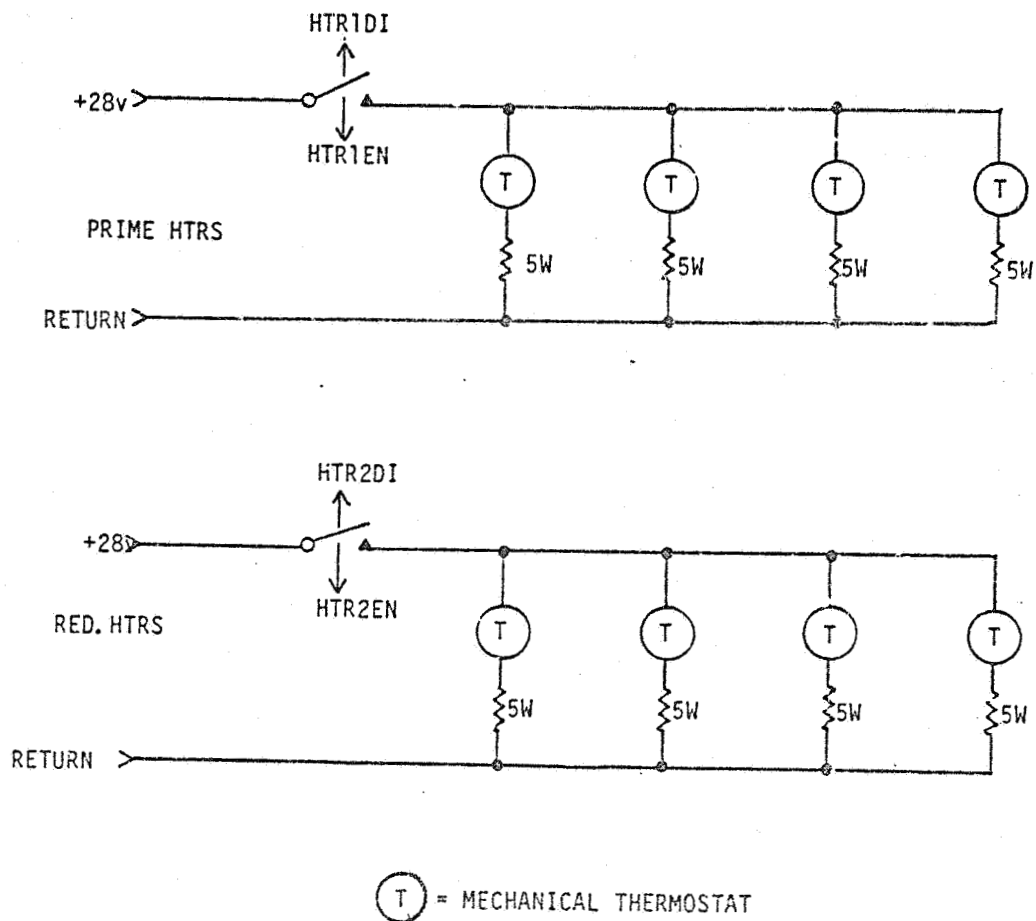 HTR1DI
+28v
HTR1EN
T T T T
PRIME HTRS
5W 5W 5W 5W
RETURN
HTR2DI
+28v
HTR2EN
RED. HTRS
T T T T
5W 5W 5W 5W
RETURN
T = MECHANICAL THERMOSTAT